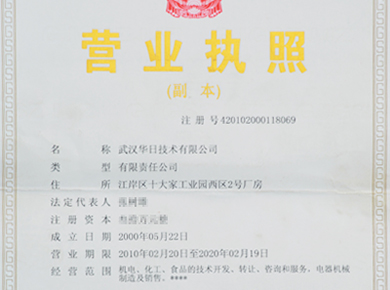 营业执照
(副 本)
注 册 号420102000118069
名 称 武汉华日技术有限公司
类 型 有限责任公司
住 所 江岸区十大家工业园西区2号厂房
法定代表人
注 册 资 本
成 立 日 期 2000年05月22日
营 业 期 限 2010年02月20日至2020年02月19日
经 营 范 围 机电、化工、食品的技术开发、转让、咨询和服务、电器机械
制造及销售。****